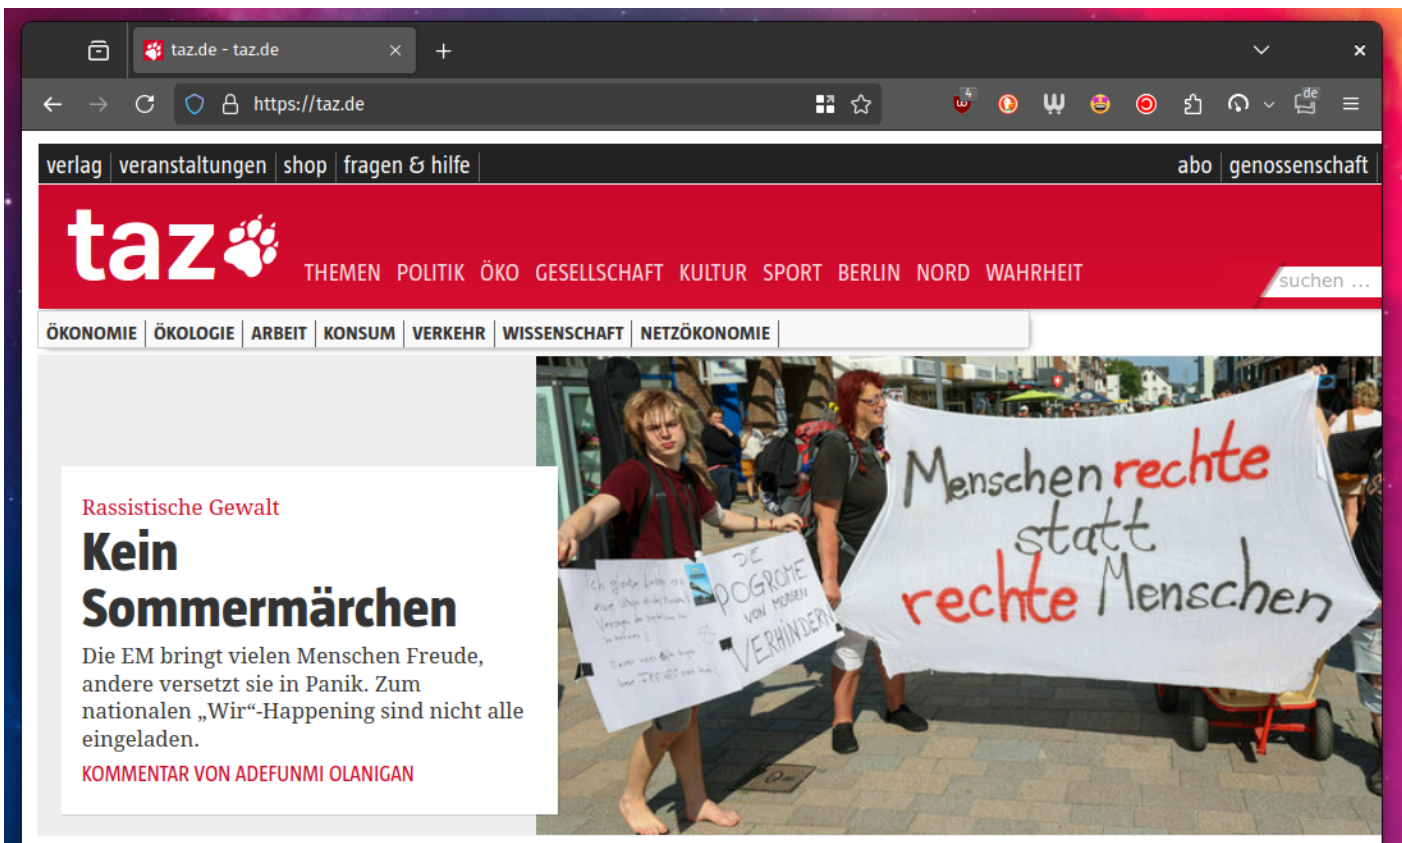 taz.de - taz.de
https://taz.de
4
de
verlag veranstaltungen shop fragen & hilfe abo genossenschaft
taz
THEMEN POLITIK ÖKO GESELLSCHAFT KULTUR SPORT BERLIN NORD WAHRHEIT
suchen ...
ÖKONOMIE ÖKOLOGIE ARBEIT KONSUM VERKEHR WISSENSCHAFT NETZÖKONOMIE
Rassistische Gewalt
Kein
Sommermärchen
Die EM bringt vielen Menschen Freude,
andere versetzt sie in Panik. Zum
nationalen „Wir“-Happening sind nicht alle
eingeladen.
KOMMENTAR VON ADEFUNMI OLANIGAN
DIE
POGROME
VON MORGEN
VERHINDERN
Menschen rechte
statt
rechte Menschen